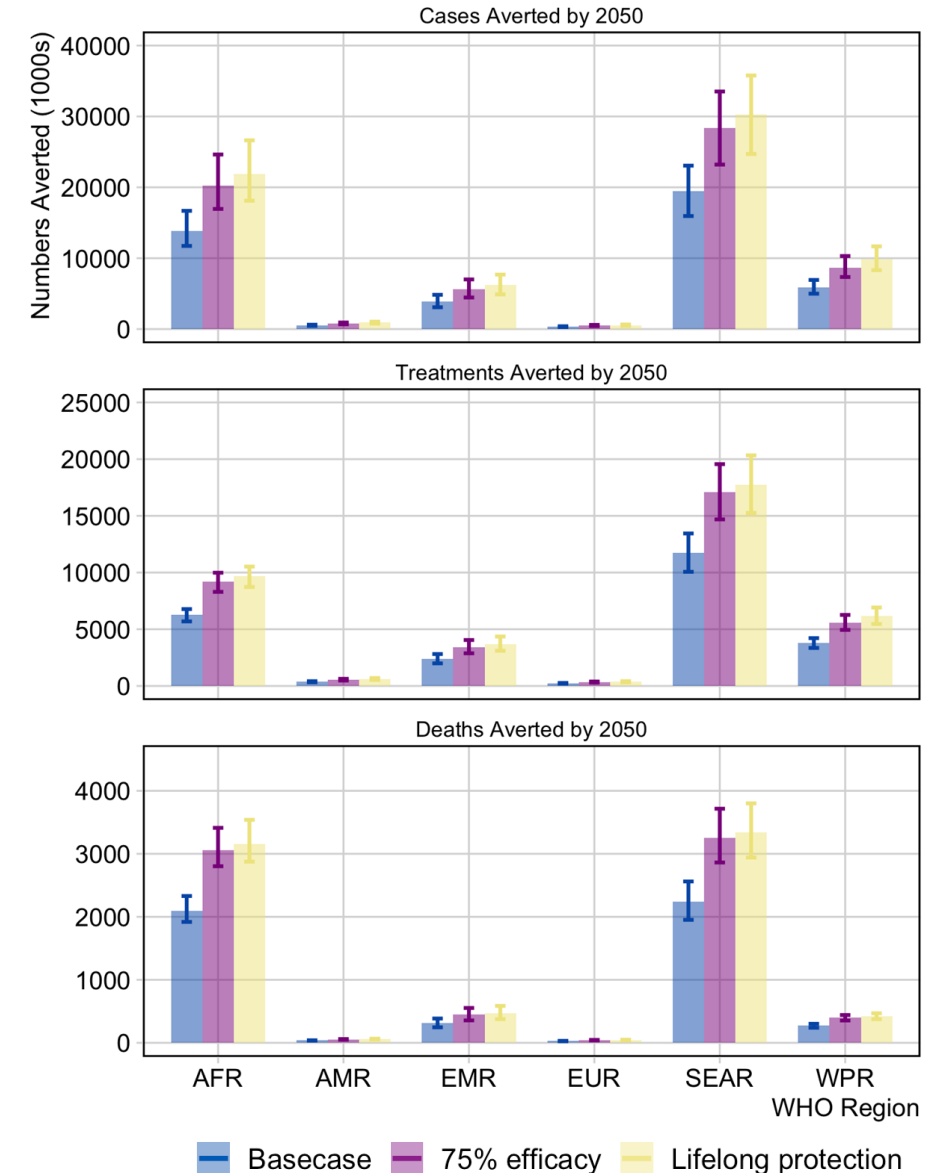 Cases Averted by 2050
Numbers Averted (1000s)
40000
30000
20000
10000
0
Treatments Averted by 2050
25000
20000
15000
10000
5000
0
Deaths Averted by 2050
4000
3000
2000
1000
0
AFR AMR EMR EUR SEAR WPR
WHO Region
Basecase 75% efficacy Lifelong protection